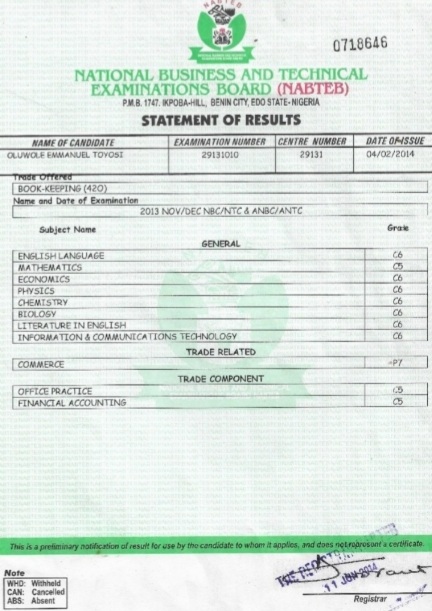 NABTEB
0718646
NATIONAL BUSINESS AND TECHNICAL
EXAMINATIONS BOARD (NABTEB)
P.M.B. 1747. IKPOBA-HILL, BENIN CITY, EDO STATE-NIGERIA
STATEMENT OF RESULTS
NAME OF CANDIDATE EXAMINATION NUMBER CENTRE NUMBER DATE OF ISSUE
OLUWOLE EMMANUEL TOYOSI 29131010 29131 04/02/2014
Trade Offered
BOOK-KEEPING (420)
Name and Date of Examination
2013 NOV/DEC NBC/NTC & ANBC/ANTC
Subject Name Grade
GENERAL
ENGLISH LANGUAGE C6
MATHEMATICS C5
ECONOMICS C6
PHYSICS C6
CHEMISTRY C6
BIOLOGY C6
LITERATURE IN ENGLISH C6
INFORMATION & COMMUNICATIONS TECHNOLOGY C6
TRADE RELATED
COMMERCE -P7
TRADE COMPONENT
OFFICE PRACTICE C5
FINANCIAL ACCOUNTING C5
This is a preliminary notification of result for use by the candidate to whom it applies, and does not represent a certificate.
Note
WHD: Withheld
CAN: Cancelled
ABS: Absent
Registrar